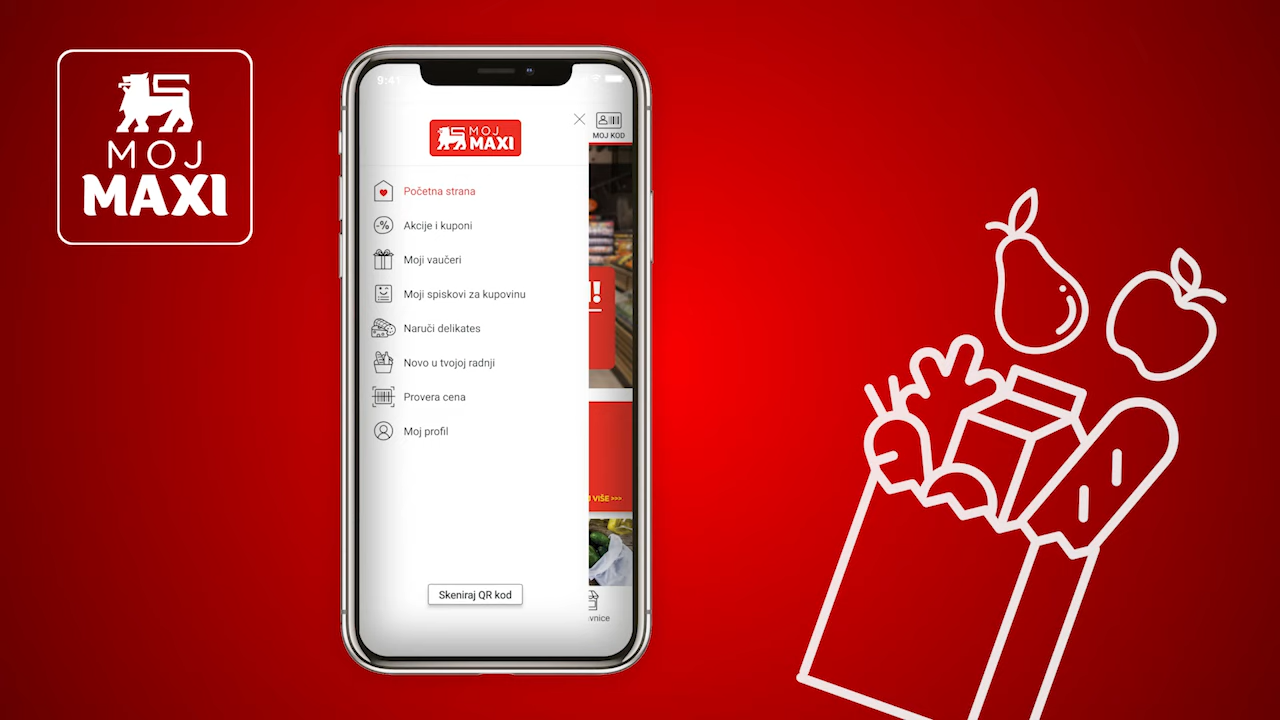 MOJ
MAXI
9:41
MOJ
MAXI
MOJ KOD
Početna strana
Akcije i kuponi
Moji vaučeri
Moji spiskovi za kupovinu
Naruči delikates
Novo u tvojoj radnji
Provera cena
Moj profil
VIŠE >>>
Skeniraj QR kod